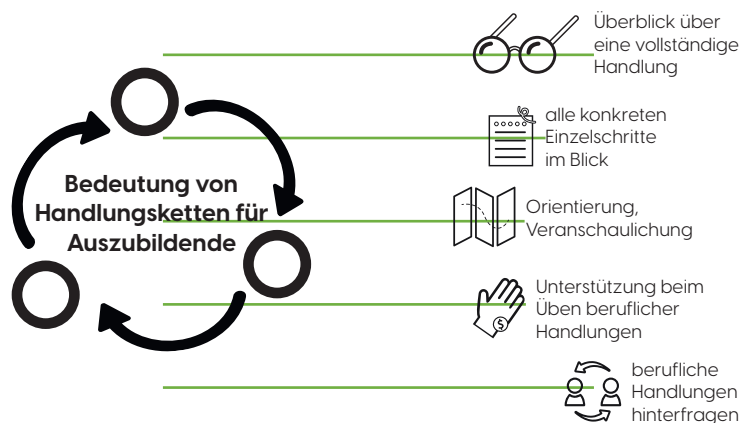 Bedeutung von
Handlungsketten für
Auszubildende
Überblick über
eine vollständige
Handlung
alle konkreten
Einzelschritte
im Blick
Orientierung,
Veranschaulichung
Unterstützung beim
Üben beruflicher
Handlungen
$
berufliche
Handlungen
hinterfragen